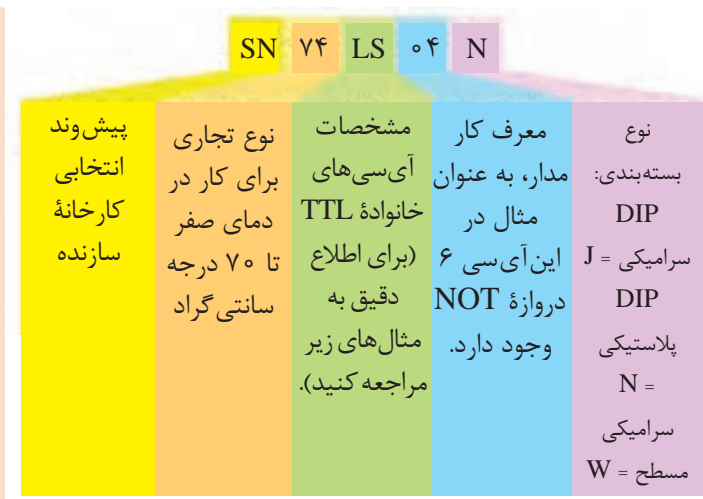 SN ۷۴ LS ۰۴ N
پیش‌وند
انتخابی
کارخانهٔ
سازنده
نوع تجاری
برای کار در
دمای صفر
تا ۷۰ درجه
سانتی‌گراد
مشخصات
آی‌سی‌های
خانوادهٔ TTL
(برای اطلاع
دقیق به
مثال‌های زیر
مراجعه کنید).
معرف کار
مدار، به عنوان
مثال در
این آی‌سی ۶
دروازهٔ NOT
وجود دارد.
نوع
بسته‌بندی:
DIP
سرامیکی = J
DIP
پلاستیکی
= N
سرامیکی
مسطح = W